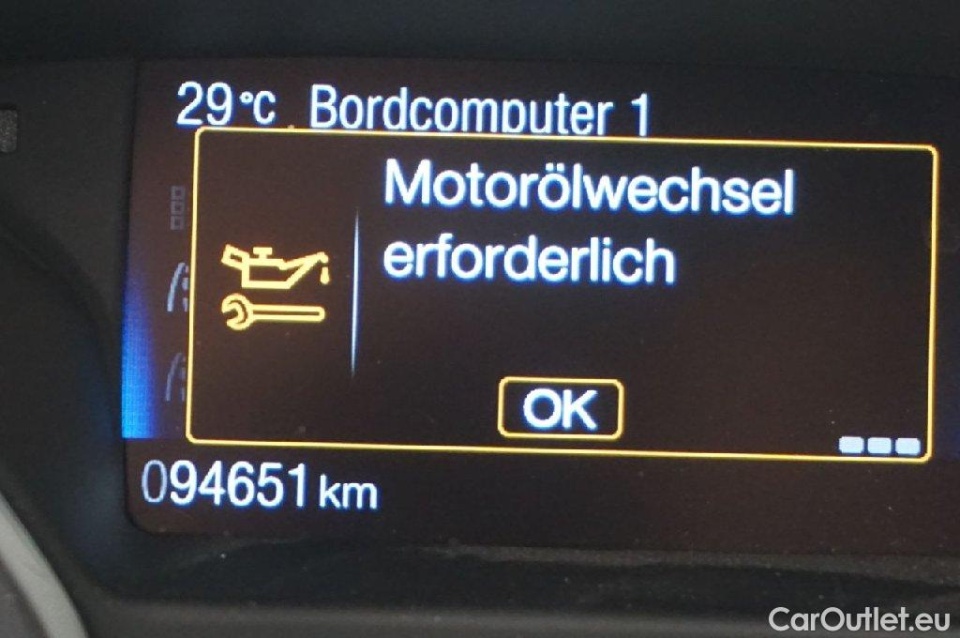 29°C Bordcomputer 1
Motorölwechsel
erforderlich
OK
094651 km
CarOutlet.eu